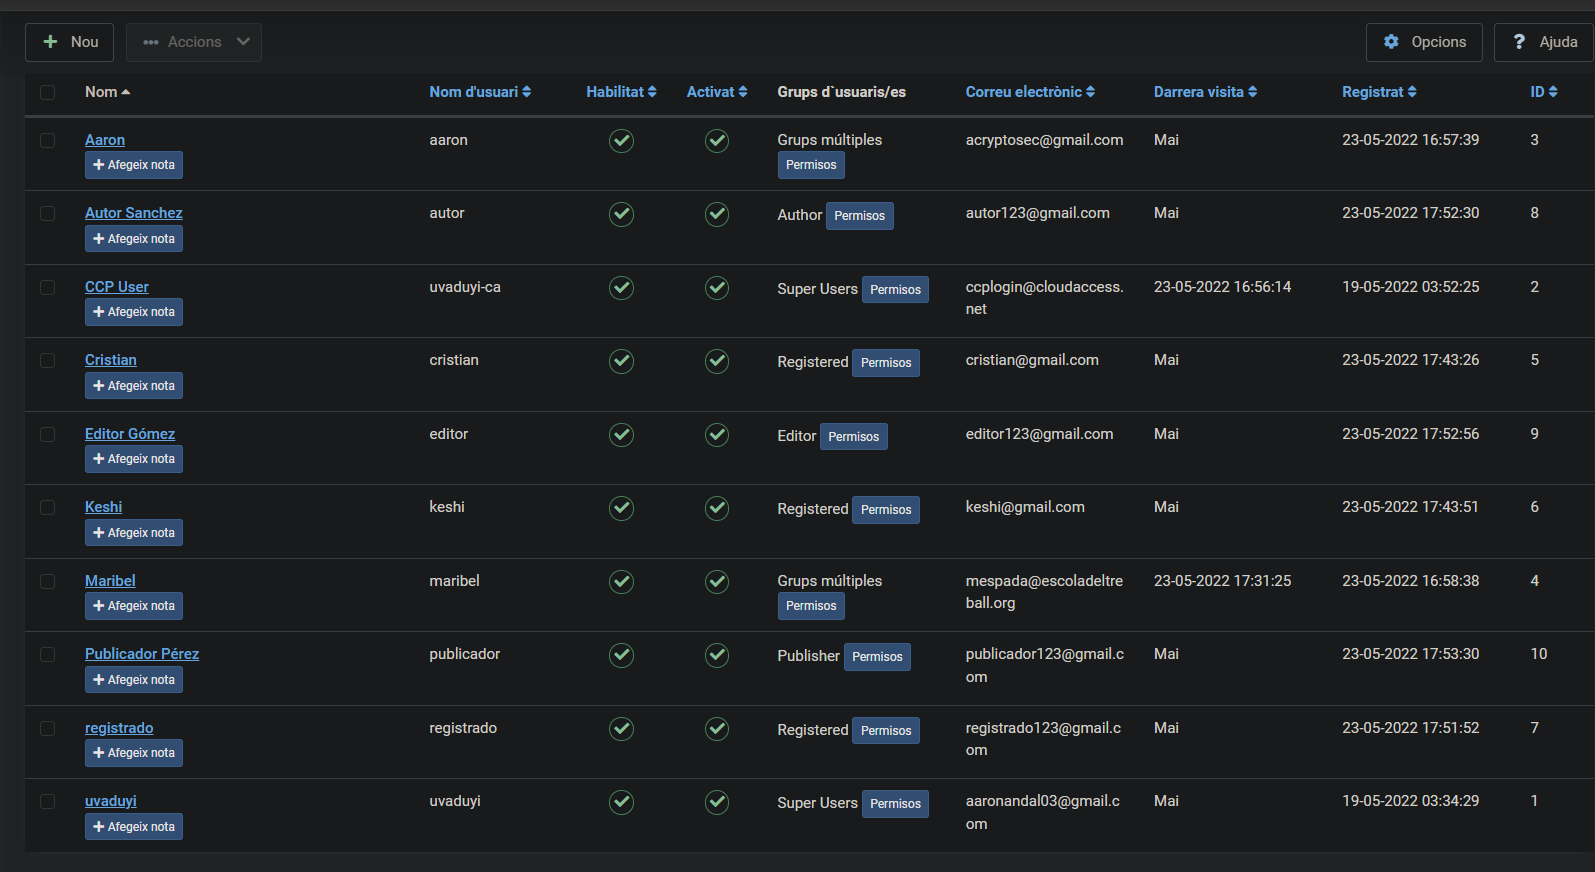 Nou
Accions
Opcions
Ajuda
Nom Nom d'usuari Habilitat Activat Grups d`usuaris/es Correu electrònic Darrera visita Registrat ID
Aaron aaron Grups múltiples acryptosec@gmail.com Mai 23-05-2022 16:57:39 3
+ Afegeix nota Permisos
Autor Sanchez autor Author Permisos autor123@gmail.com Mai 23-05-2022 17:52:30 8
+ Afegeix nota
CCP User uvaduyi-ca Super Users Permisos ccplogin@cloudaccess. 23-05-2022 16:56:14 19-05-2022 03:52:25 2
+ Afegeix nota net
Cristian cristian Registered Permisos cristian@gmail.com Mai 23-05-2022 17:43:26 5
+ Afegeix nota
Editor Gómez editor Editor Permisos editor123@gmail.com Mai 23-05-2022 17:52:56 9
+ Afegeix nota
Keshi keshi Registered Permisos keshi@gmail.com Mai 23-05-2022 17:43:51 6
+ Afegeix nota
Maribel maribel Grups múltiples mespada@escoladeltre 23-05-2022 17:31:25 23-05-2022 16:58:38 4
+ Afegeix nota Permisos ball.org
Publicador Pérez publicador Publisher Permisos publicador123@gmail.c Mai 23-05-2022 17:53:30 10
+ Afegeix nota om
registrado registrado Registered Permisos registrado123@gmail.c Mai 23-05-2022 17:51:52 7
+ Afegeix nota om
uvaduyi uvaduyi Super Users Permisos aaronandal03@gmail.c Mai 19-05-2022 03:34:29 1
+ Afegeix nota om